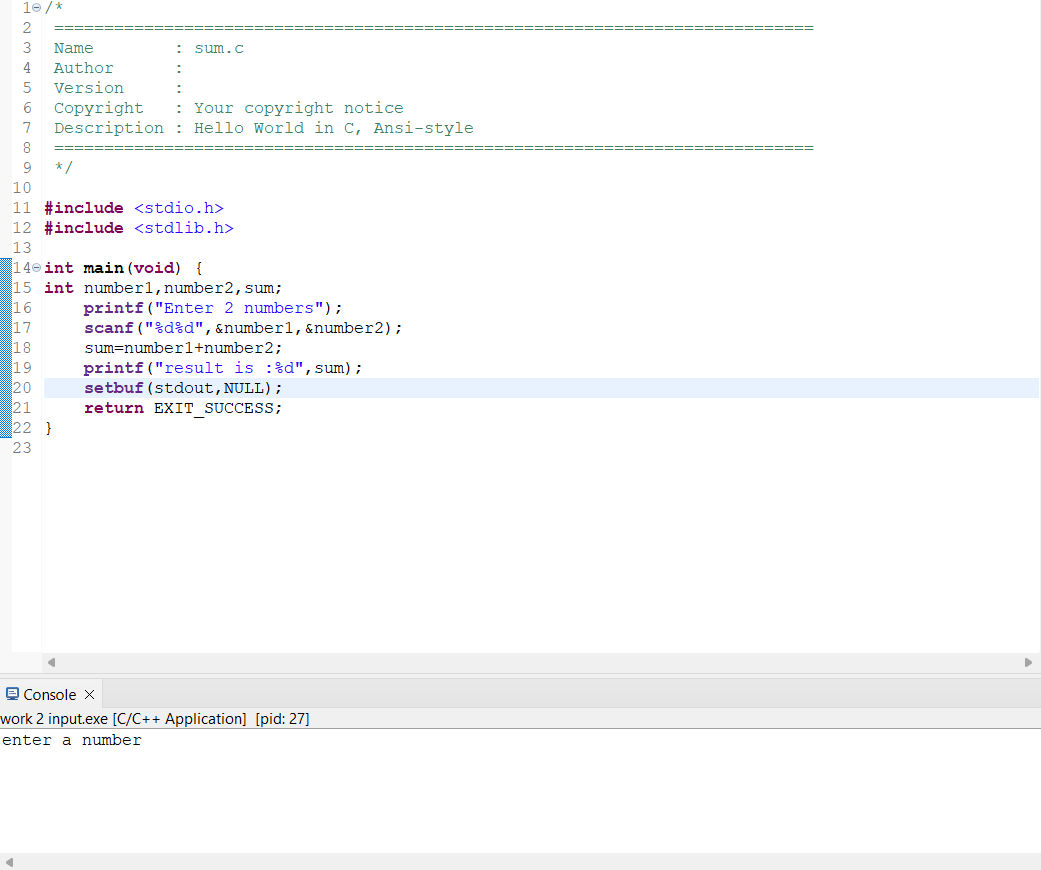 1 /*
2 ============================================================================
3 Name        : sum.c
4 Author      :
5 Version     :
6 Copyright   : Your copyright notice
7 Description : Hello World in C, Ansi-style
8 ============================================================================
9 */
10
11 #include <stdio.h>
12 #include <stdlib.h>
13
14 int main(void) {
15 int number1,number2,sum;
16     printf("Enter 2 numbers");
17     scanf("%d%d",&number1,&number2);
18     sum=number1+number2;
19     printf("result is :%d",sum);
20     setbuf(stdout,NULL);
21     return EXIT_SUCCESS;
22 }
23
Console
work 2 input.exe [C/C++ Application] [pid: 27]
enter a number